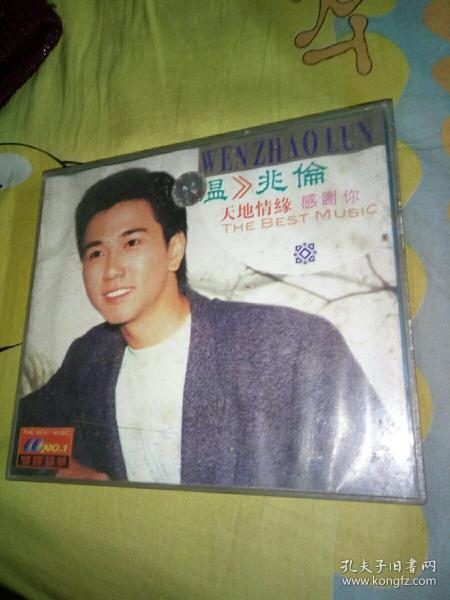 WEN ZHAO LUN
温》兆倫
天地情緣 感謝你
THE BEST MUSIC
THE BEST MUSIC
NO.1
孔夫子旧书网
www.kongfz.com